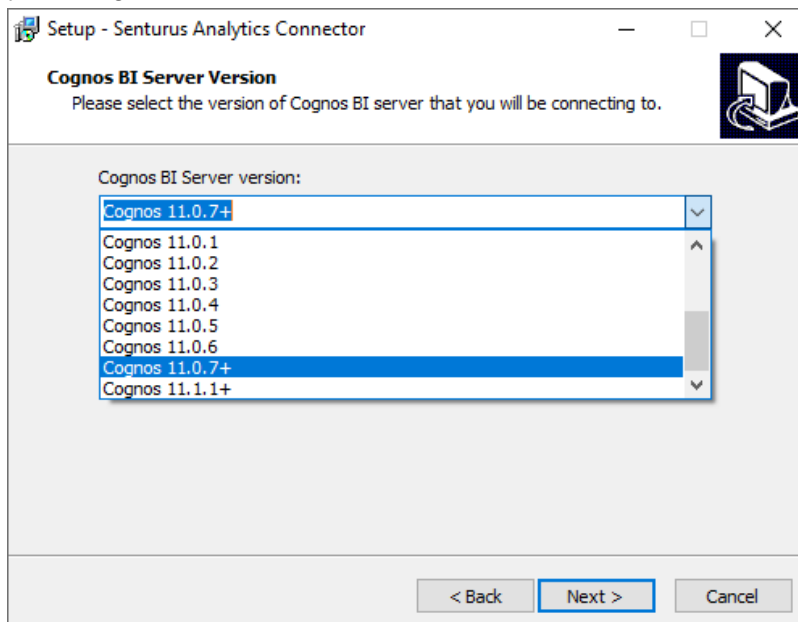 Setup - Senturus Analytics Connector
Cognos BI Server Version
Please select the version of Cognos BI server that you will be connecting to.
Cognos BI Server version:
Cognos 11.0.7+
Cognos 11.0.1
Cognos 11.0.2
Cognos 11.0.3
Cognos 11.0.4
Cognos 11.0.5
Cognos 11.0.6
Cognos 11.0.7+
Cognos 11.1.1+
< Back Next > Cancel